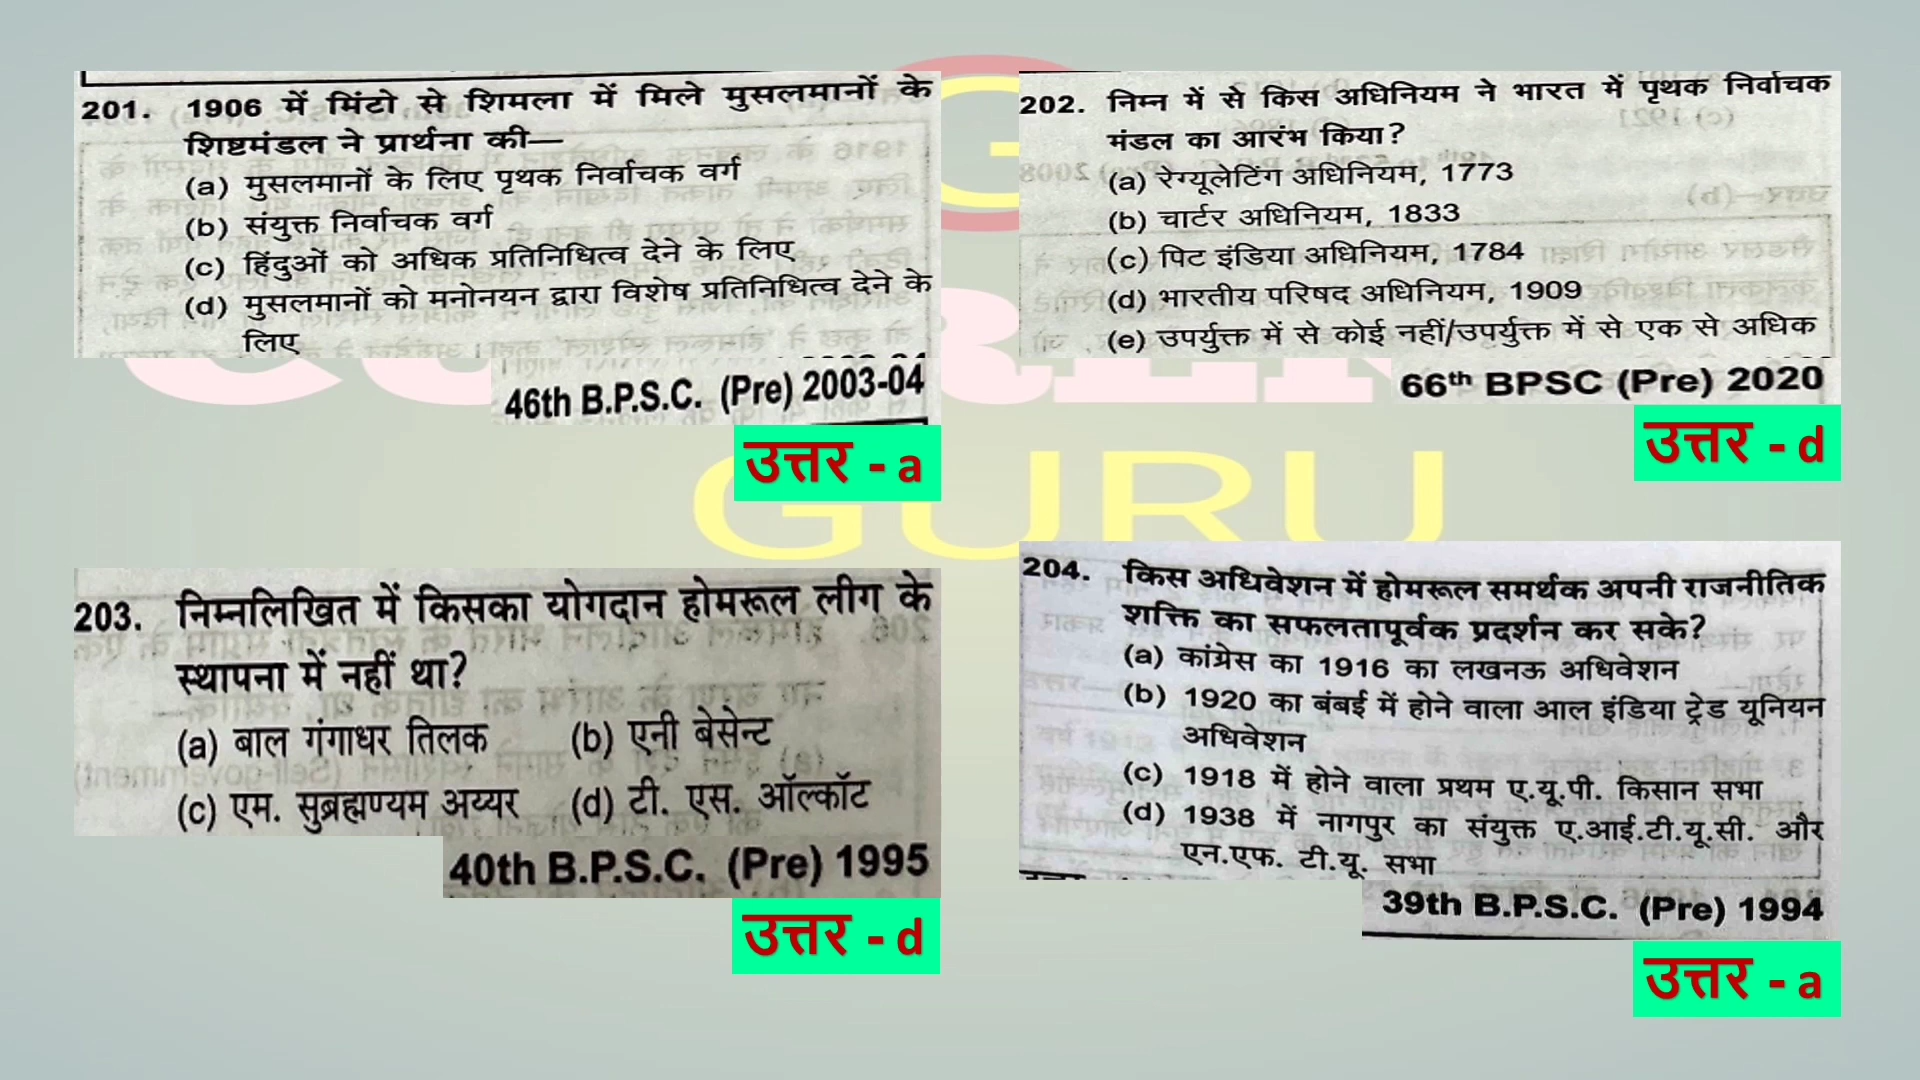 201. 1906 में मिंटो से शिमला में मिले मुसलमानों के
शिष्टमंडल ने प्रार्थना की—
(a) मुसलमानों के लिए पृथक निर्वाचक वर्ग
(b) संयुक्त निर्वाचक वर्ग
(c) हिंदुओं को अधिक प्रतिनिधित्व देने के लिए
(d) मुसलमानों को मनोनयन द्वारा विशेष प्रतिनिधित्व देने के
लिए
46th B.P.S.C. (Pre) 2003-04
उत्तर - a
202. निम्न में से किस अधिनियम ने भारत में पृथक निर्वाचक
मंडल का आरंभ किया?
(a) रेग्यूलेटिंग अधिनियम, 1773
(b) चार्टर अधिनियम, 1833
(c) पिट इंडिया अधिनियम, 1784
(d) भारतीय परिषद अधिनियम, 1909
(e) उपर्युक्त में से कोई नहीं/उपर्युक्त में से एक से अधिक
66th BPSC (Pre) 2020
उत्तर - d
203. निम्नलिखित में किसका योगदान होमरूल लीग के
स्थापना में नहीं था?
(a) बाल गंगाधर तिलक (b) एनी बेसेन्ट
(c) एम. सुब्रह्मण्यम अय्यर (d) टी. एस. ऑल्कॉट
40th B.P.S.C. (Pre) 1995
उत्तर - d
204. किस अधिवेशन में होमरूल समर्थक अपनी राजनीतिक
शक्ति का सफलतापूर्वक प्रदर्शन कर सके?
(a) कांग्रेस का 1916 का लखनऊ अधिवेशन
(b) 1920 का बंबई में होने वाला आल इंडिया ट्रेड यूनियन
अधिवेशन
(c) 1918 में होने वाला प्रथम ए.यू.पी. किसान सभा
(d) 1938 में नागपुर का संयुक्त ए.आई.टी.यू.सी. और
एन.एफ. टी.यू. सभा
39th B.P.S.C. (Pre) 1994
उत्तर - a
GURU